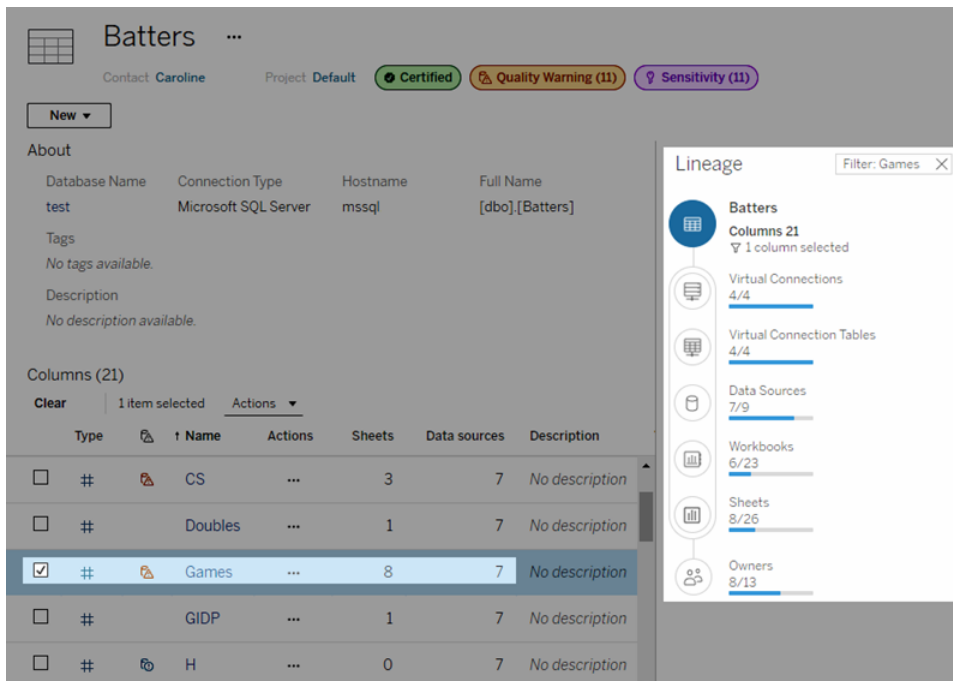 Batters ...
Contact Caroline Project Default Certified Quality Warning (11) Sensitivity (11)
New
About
Database Name Connection Type Hostname Full Name
test Microsoft SQL Server mssql [dbo].[Batters]
Tags
No tags available.
Description
No description available.
Columns (21)
Clear 1 item selected Actions
Type ↑ Name Actions Sheets Data sources Description
# CS ... 3 7 No description
# Doubles ... 1 7 No description
# Games ... 8 7 No description
# GIDP ... 1 7 No description
# H ... 0 7 No description
Lineage Filter: Games ×
Batters
Columns 21
1 column selected
Virtual Connections
4/4
Virtual Connection Tables
4/4
Data Sources
7/9
Workbooks
6/23
Sheets
8/26
Owners
8/13